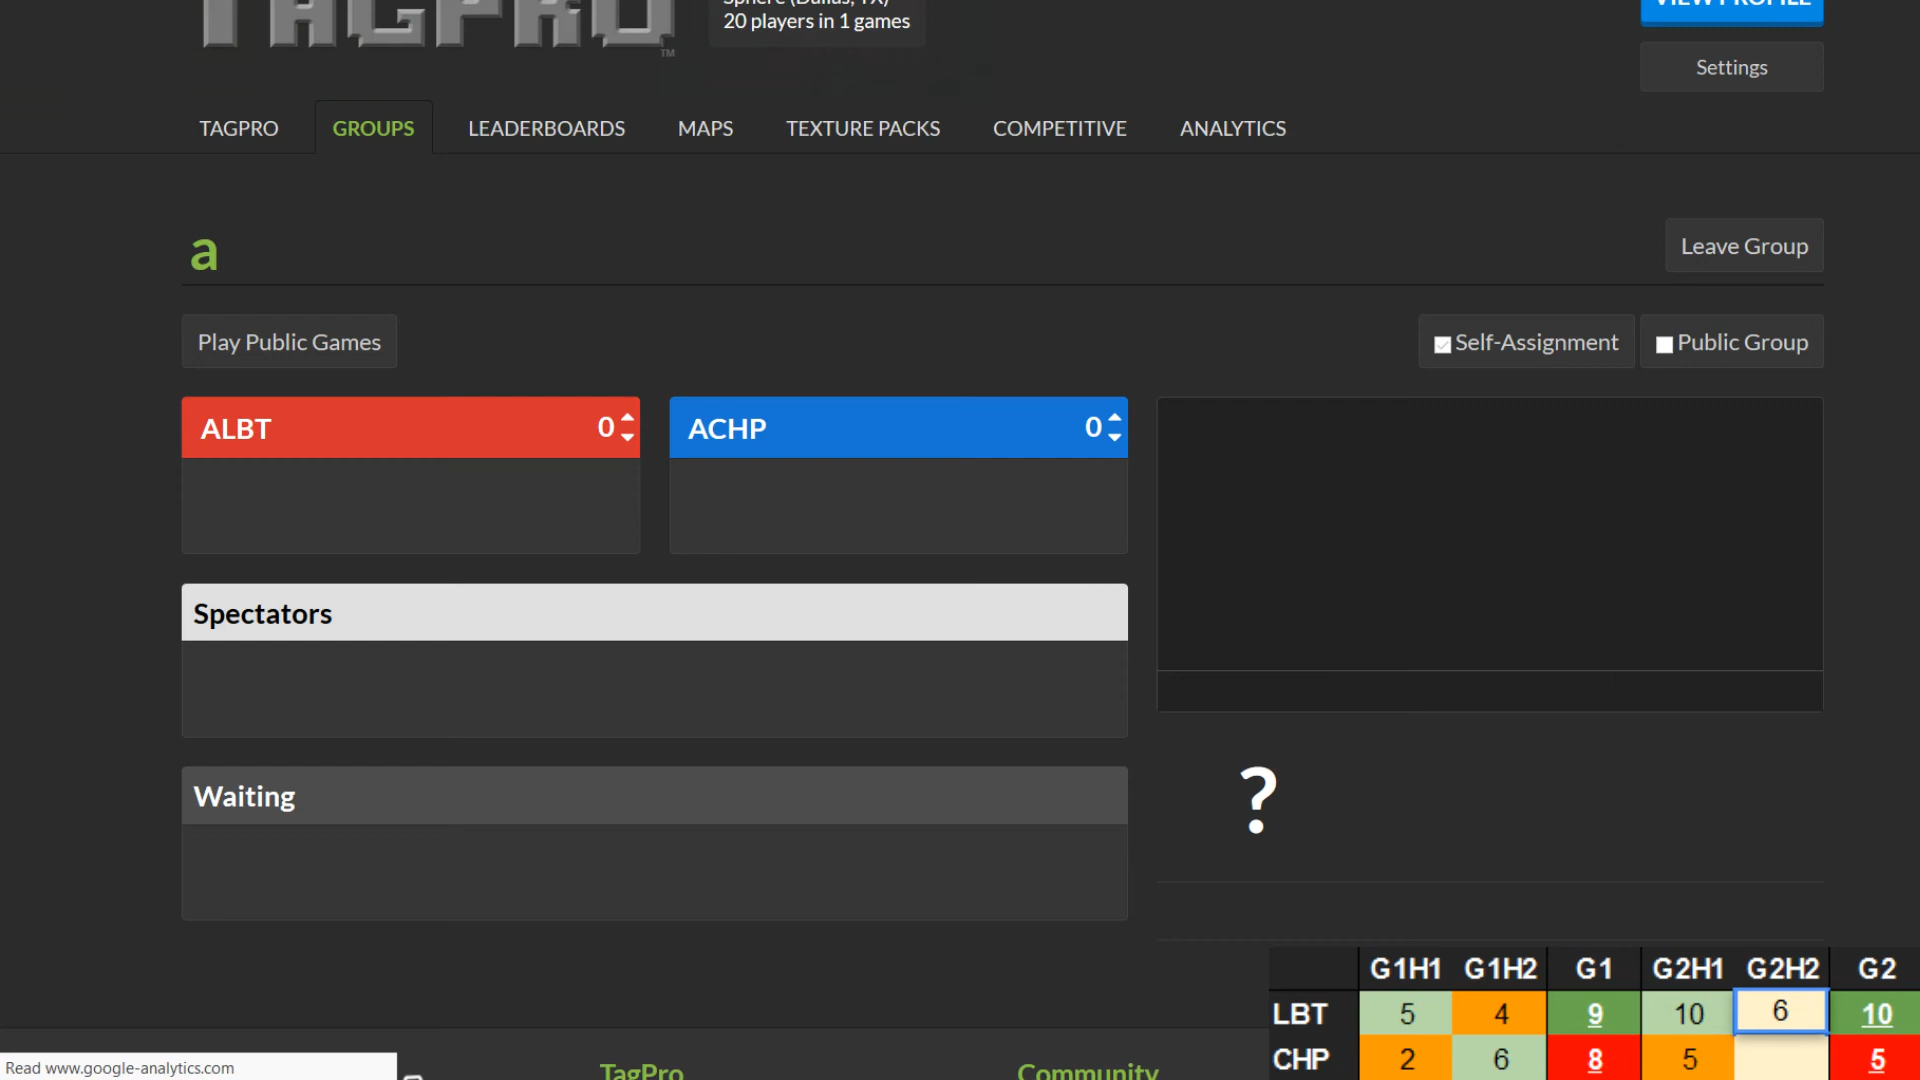 TAGPRO
™
20 players in 1 games
Settings
TAGPRO GROUPS LEADERBOARDS MAPS TEXTURE PACKS COMPETITIVE ANALYTICS
a
Leave Group
Play Public Games
Self-Assignment
Public Group
ALBT 0
ACHP 0
Spectators
Waiting
?
G1H1 G1H2 G1 G2H1 G2H2 G2
LBT 5 4 9 10 6 10
CHP 2 6 8 5 5
Read www.google-analytics.com
TagPro
Community